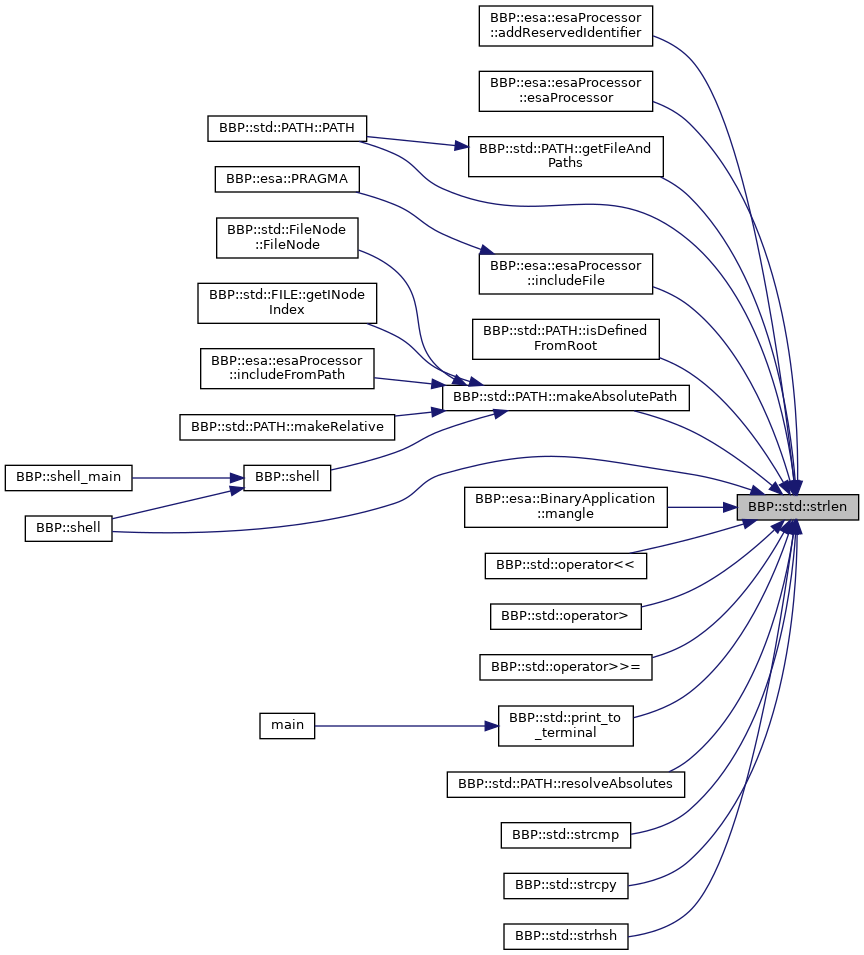 BBP::esa::esaProcessor
::addReservedIdentifier
BBP::esa::esaProcessor
::esaProcessor
BBP::std::PATH::PATH
BBP::std::PATH::getFileAnd
Paths
BBP::esa::PRAGMA
BBP::std::FileNode
::FileNode
BBP::esa::esaProcessor
::includeFile
BBP::std::FILE::getINode
Index
BBP::std::PATH::isDefined
FromRoot
BBP::esa::esaProcessor
::includeFromPath
BBP::std::PATH::makeAbsolutePath
BBP::std::PATH::makeRelative
BBP::shell_main
BBP::shell
BBP::shell
BBP::esa::BinaryApplication
::mangle
BBP::std::strlen
BBP::std::operator<<
BBP::std::operator>
BBP::std::operator>>=
main
BBP::std::print_to
_terminal
BBP::std::PATH::resolveAbsolutes
BBP::std::strcmp
BBP::std::strcpy
BBP::std::strhsh